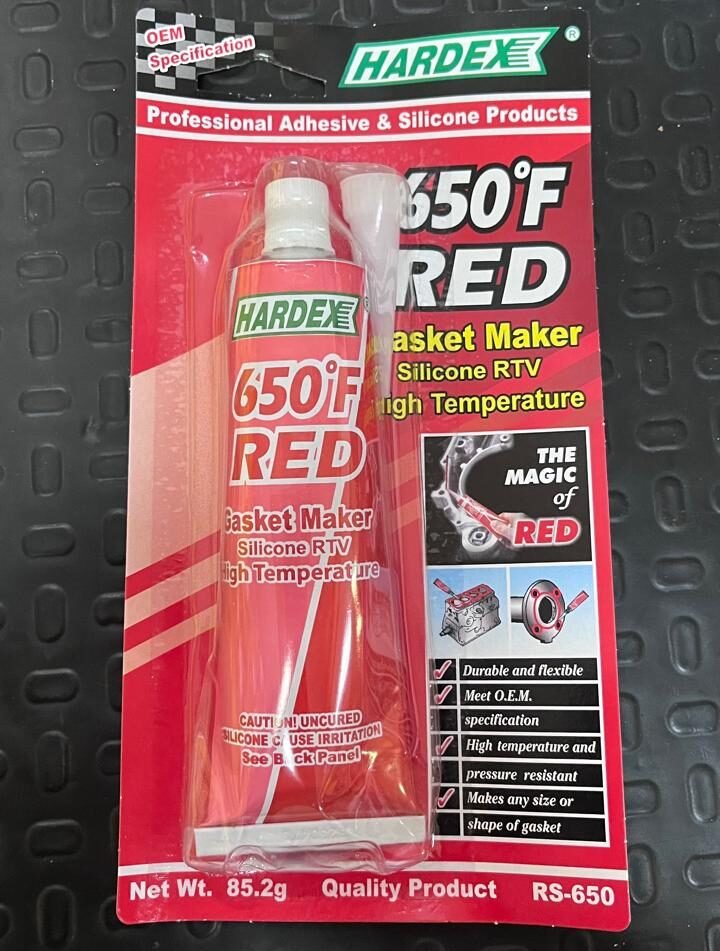 OEM
Specification
HARDEX
®
Professional Adhesive & Silicone Products
650°F
RED
asket Maker
Silicone RTV
High Temperature
HARDEX
®
650°F
RED
Gasket Maker
Silicone RTV
High Temperature
THE
MAGIC
of
RED
Durable and flexible
Meet O.E.M.
specification
High temperature and
pressure resistant
Makes any size or
shape of gasket
CAUTION! UNCURED
SILICONE CAUSE IRRITATION
See Back Panel
Net Wt. 85.2g Quality Product RS-650